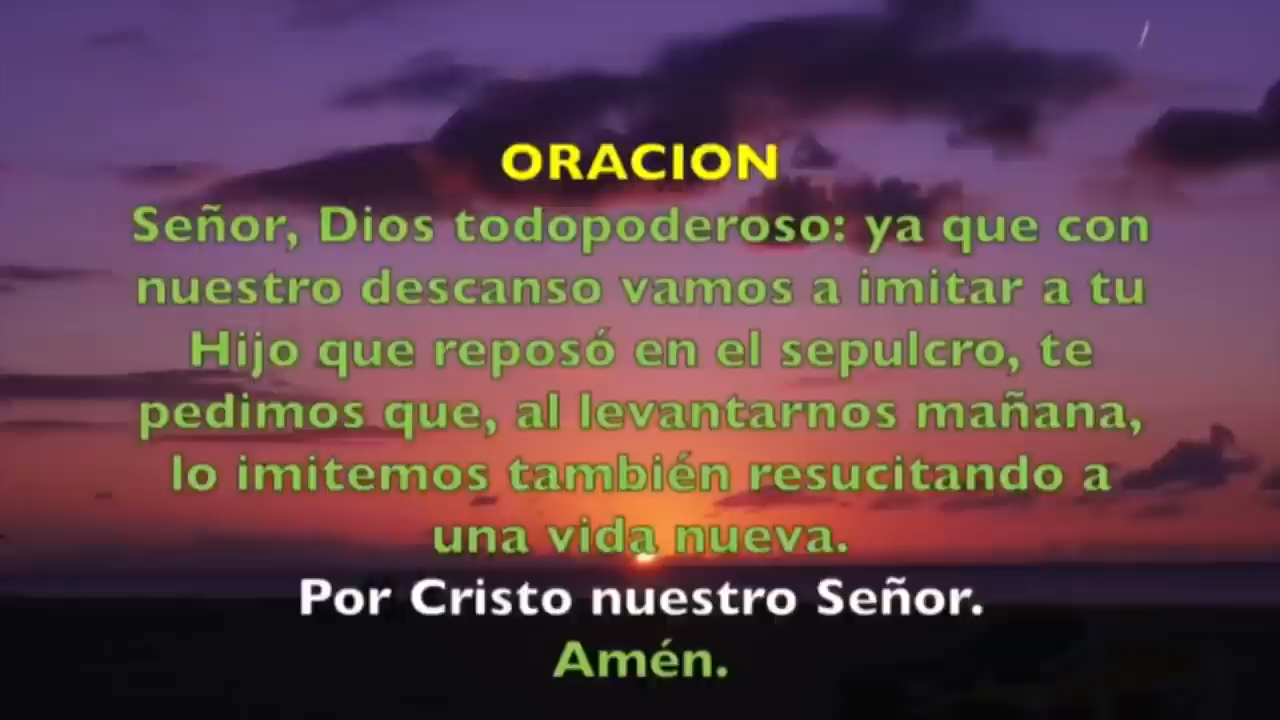 ORACION
Señor, Dios todopoderoso: ya que con
nuestro descanso vamos a imitar a tu
Hijo que reposó en el sepulcro, te
pedimos que, al levantarnos mañana,
lo imitemos también resucitando a
una vida nueva.
Por Cristo nuestro Señor.
Amén.